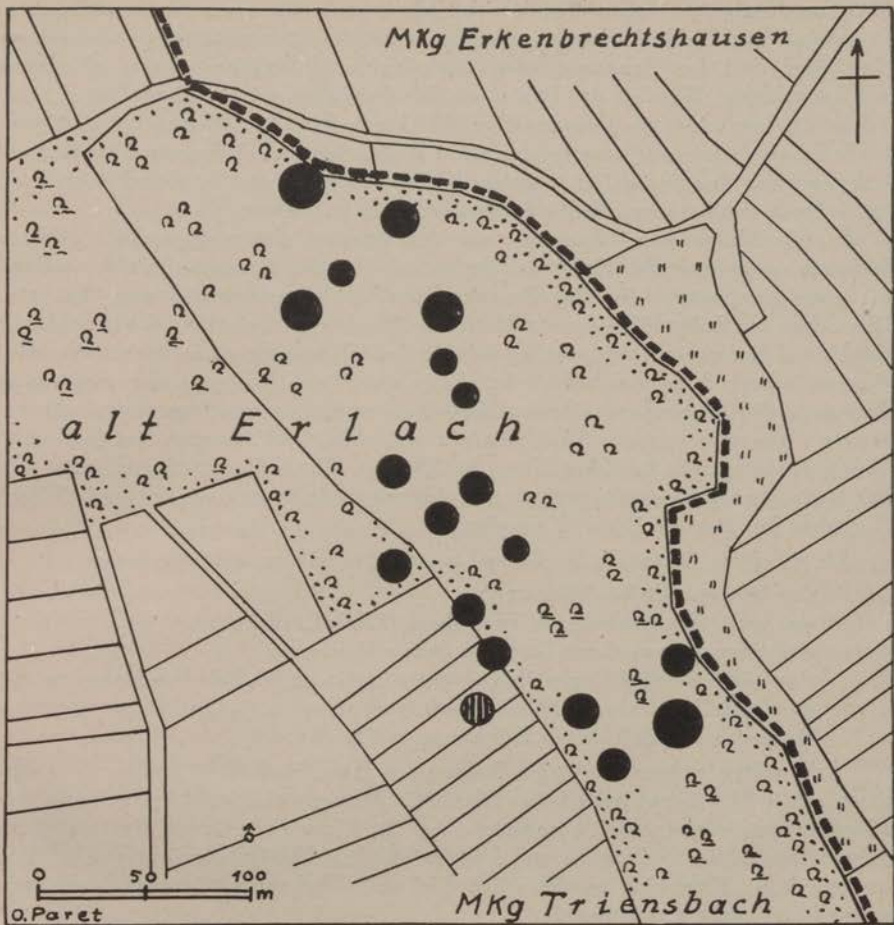 MKg Erkenbrechtshausen
alt Erlach
0 50 100
m
O. Paret
MKg Triensbach